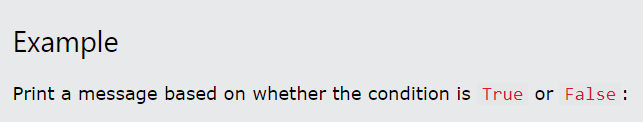 Example
Print a message based on whether the condition is True or False: